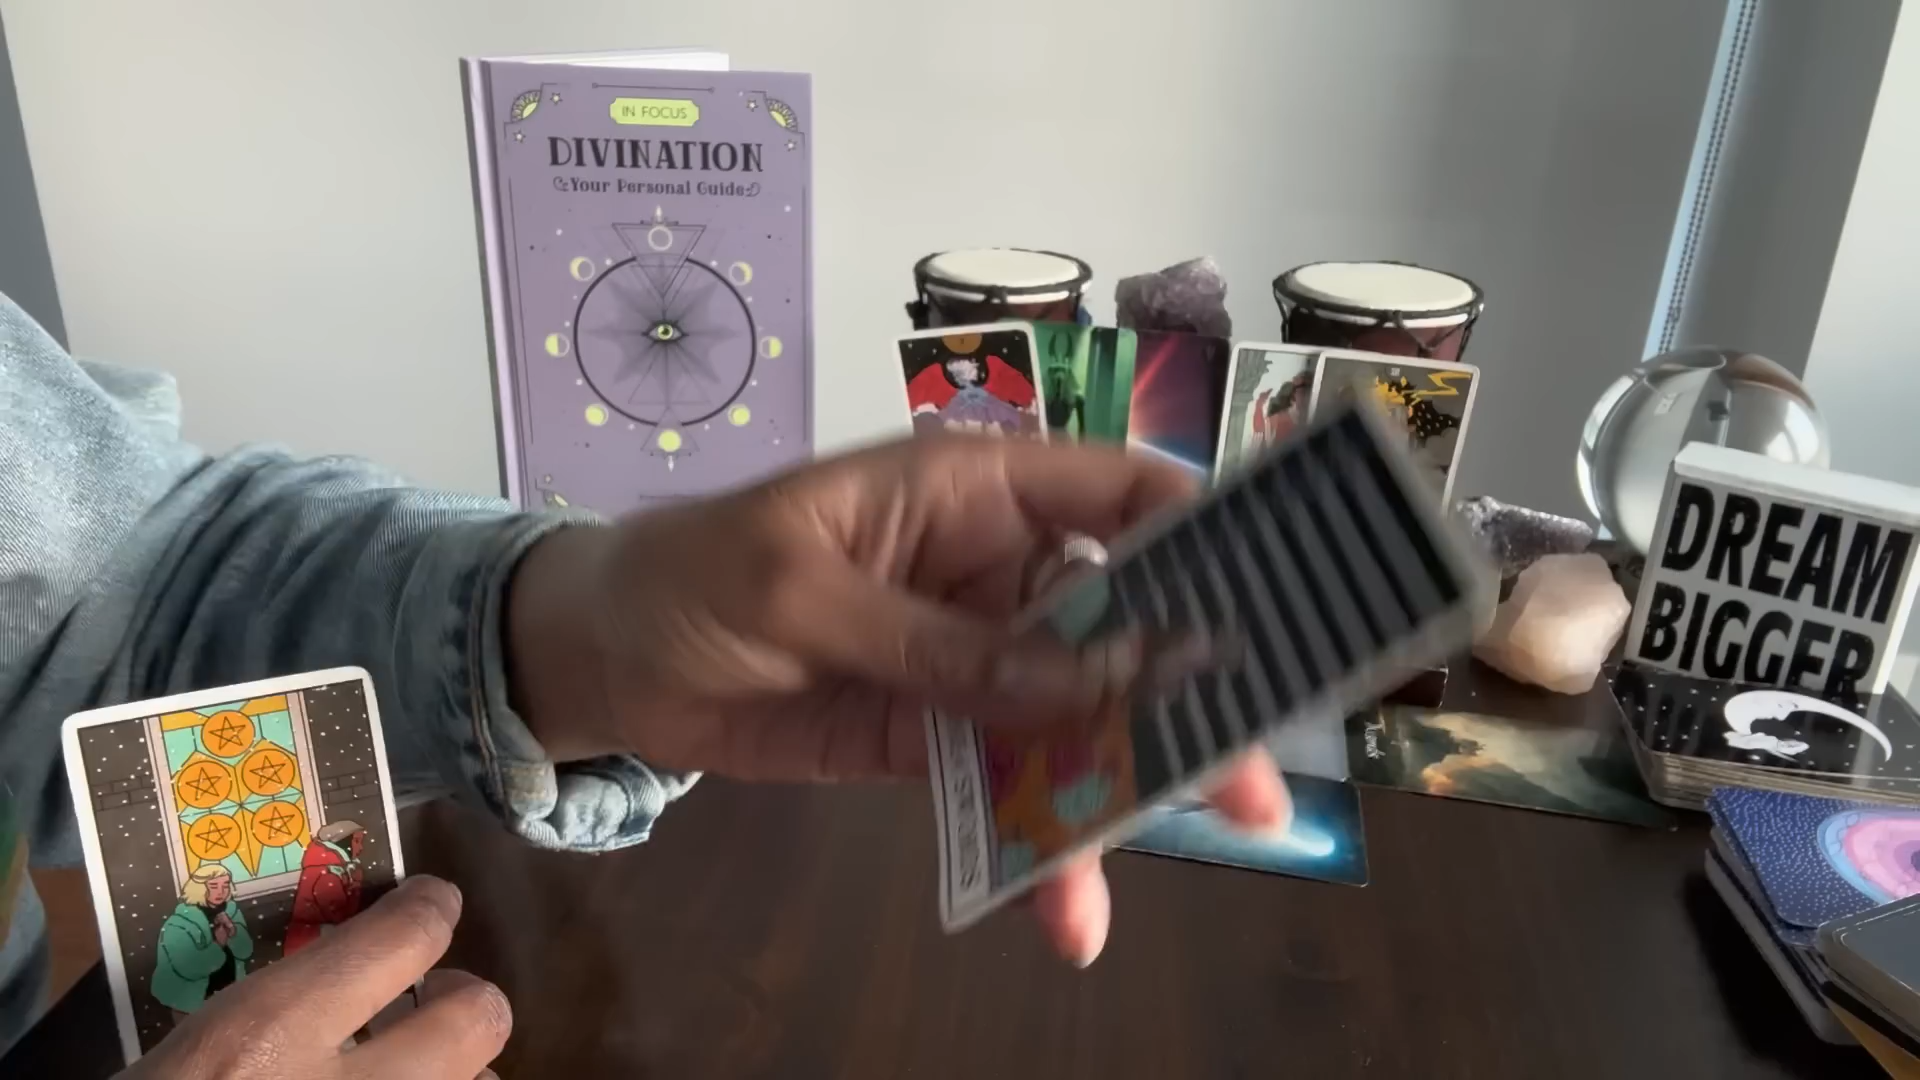 IN FOCUS
DIVINATION
Your Personal Guide
DREAM
BIGGER